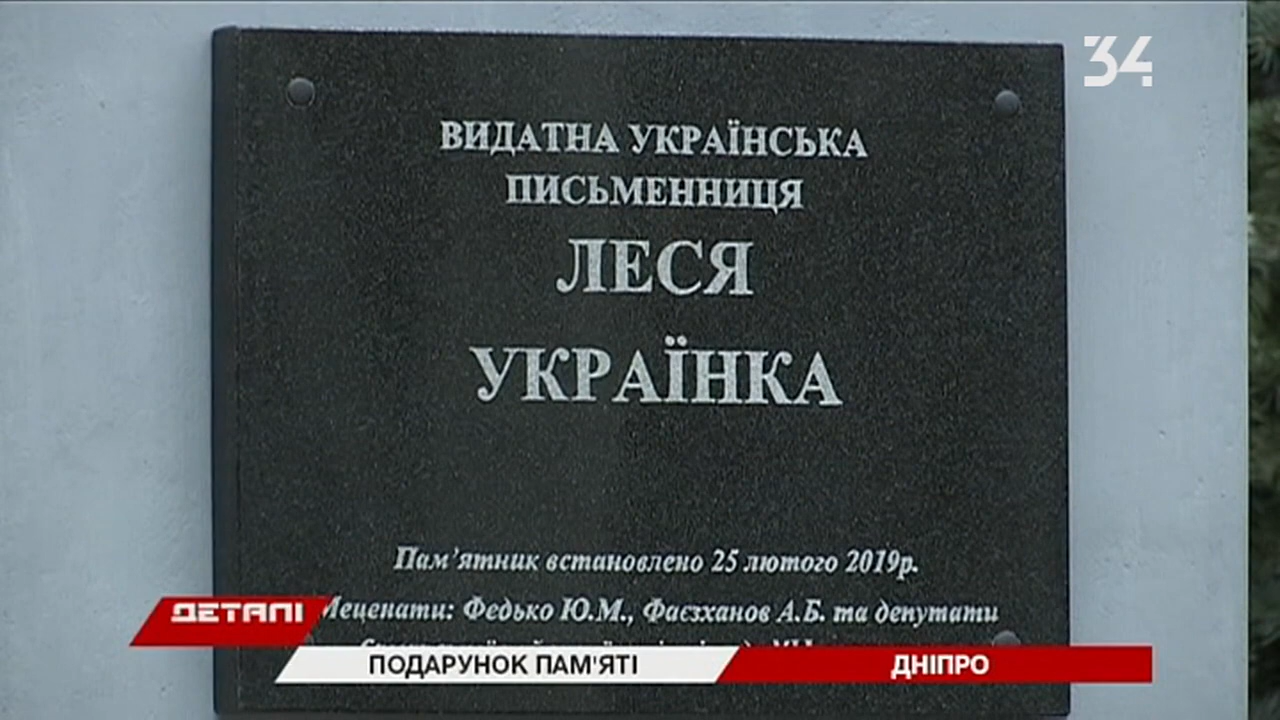 34
ВИДАТНА УКРАЇНСЬКА
ПИСЬМЕННИЦЯ
ЛЕСЯ
УКРАЇНКА
Пам'ятник встановлено 25 лютого 2019р.
Меценати: Федько Ю.М., Фаєзханов А.Б. та депутати
ДЕТАЛІ
ПОДАРУНОК ПАМ'ЯТІ
ДНІПРО